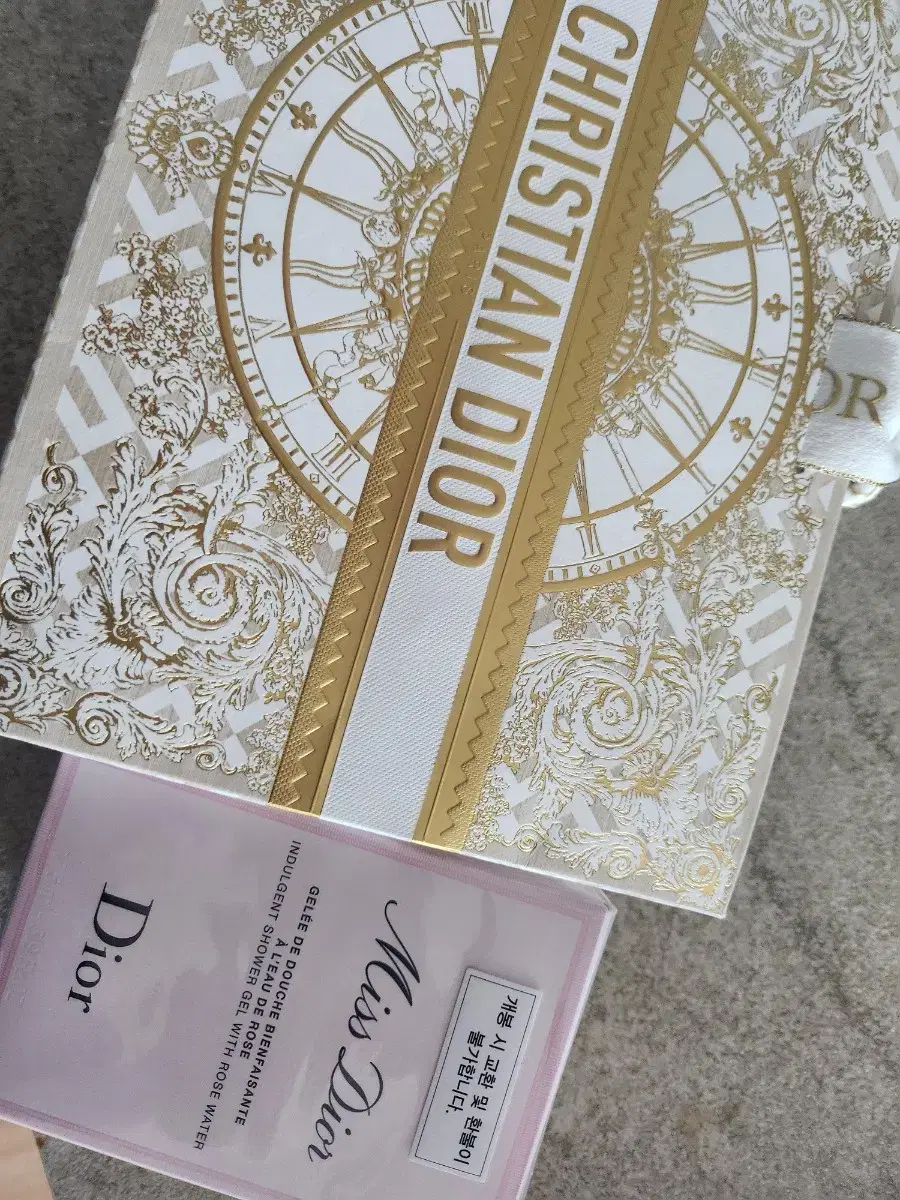 CHRISTIAN DIOR
OR
Miss Dior
GELÉE DE DOUCHE BIENFAISANTE
À L'EAU DE ROSE
INDULGENT SHOWER GEL WITH ROSE WATER
Dior
개봉 시 교환 및 환불이
불가합니다.